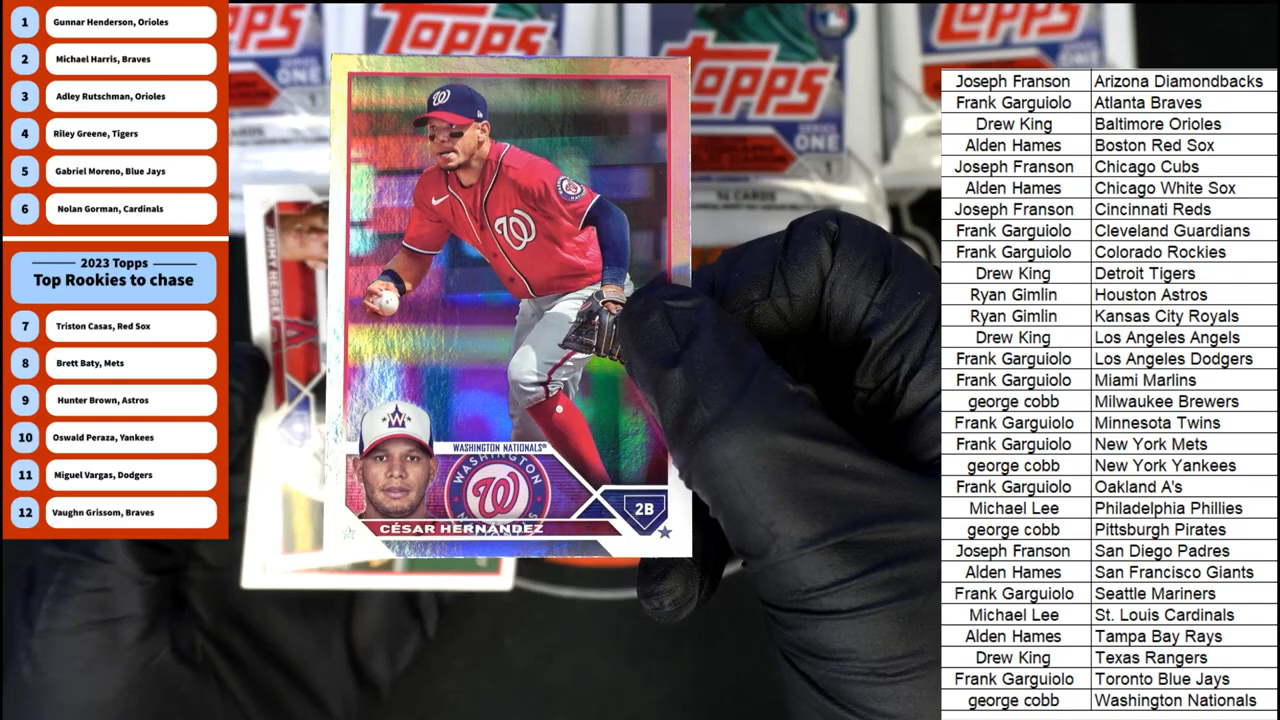 1 Gunnar Henderson, Orioles
2 Michael Harris, Braves
3 Adley Rutschman, Orioles
4 Riley Greene, Tigers
5 Gabriel Moreno, Blue Jays
6 Nolan Gorman, Cardinals
2023 Topps
Top Rookies to chase
7 Triston Casas, Red Sox
8 Brett Baty, Mets
9 Hunter Brown, Astros
10 Oswald Peraza, Yankees
11 Miguel Vargas, Dodgers
12 Vaughn Grissom, Braves
Topps
Topps
SERIES
ONE
Topps
SERIES
ONE
14 CARDS
W
W
WASHINGTON NATIONALS®
WASHINGTON
W
2B
CÉSAR HERNÁNDEZ
Joseph Franson Arizona Diamondbacks
Frank Garguiolo Atlanta Braves
Drew King Baltimore Orioles
Alden Hames Boston Red Sox
Joseph Franson Chicago Cubs
Alden Hames Chicago White Sox
Joseph Franson Cincinnati Reds
Frank Garguiolo Cleveland Guardians
Frank Garguiolo Colorado Rockies
Drew King Detroit Tigers
Ryan Gimlin Houston Astros
Ryan Gimlin Kansas City Royals
Drew King Los Angeles Angels
Frank Garguiolo Los Angeles Dodgers
Frank Garguiolo Miami Marlins
george cobb Milwaukee Brewers
Frank Garguiolo Minnesota Twins
Frank Garguiolo New York Mets
george cobb New York Yankees
Frank Garguiolo Oakland A's
Michael Lee Philadelphia Phillies
george cobb Pittsburgh Pirates
Joseph Franson San Diego Padres
Alden Hames San Francisco Giants
Frank Garguiolo Seattle Mariners
Michael Lee St. Louis Cardinals
Alden Hames Tampa Bay Rays
Drew King Texas Rangers
Frank Garguiolo Toronto Blue Jays
george cobb Washington Nationals